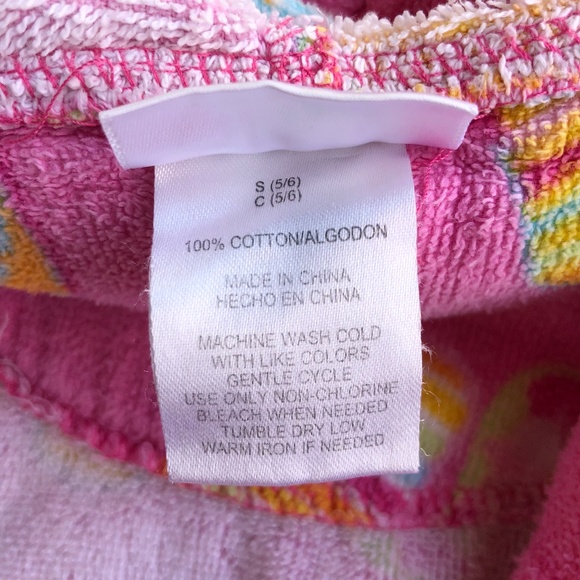 S (5/6)
C (5/6)
100% COTTON/ALGODON
MADE IN CHINA
HECHO EN CHINA
MACHINE WASH COLD
WITH LIKE COLORS
GENTLE CYCLE
USE ONLY NON-CHLORINE
BLEACH WHEN NEEDED
TUMBLE DRY LOW
WARM IRON IF NEEDED